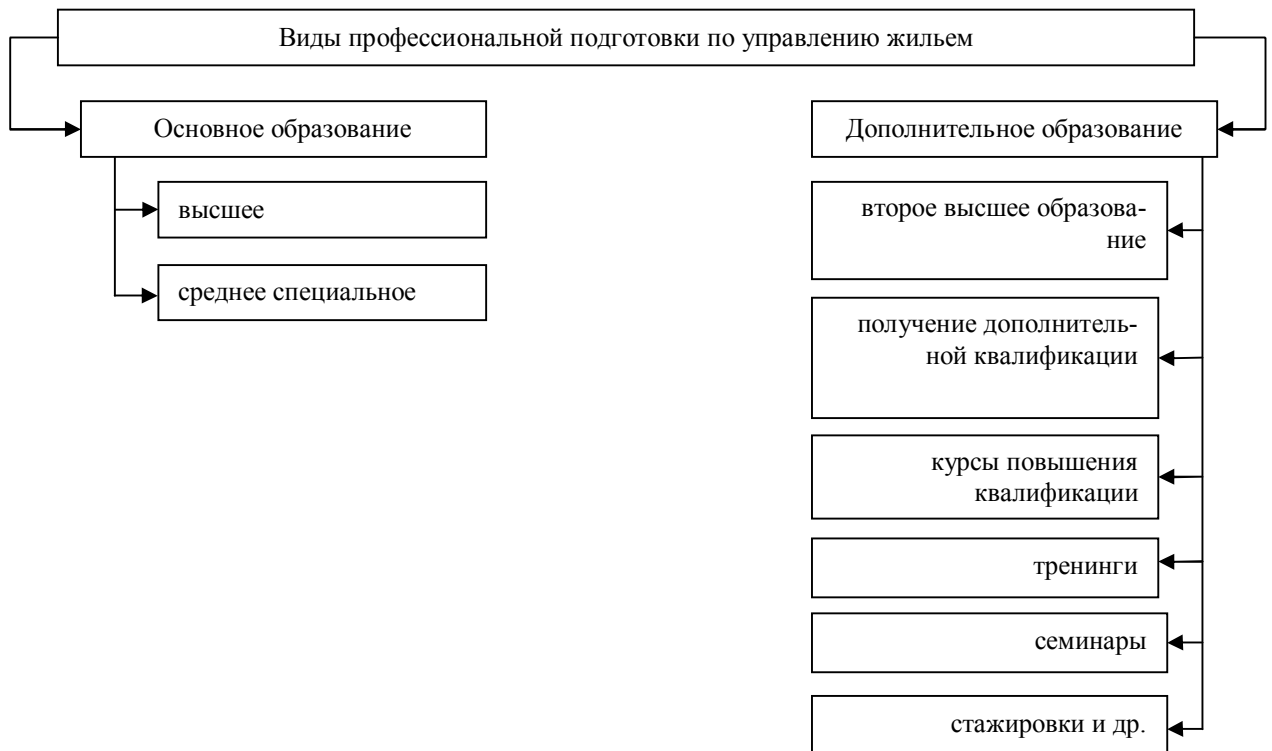 Виды профессиональной подготовки по управлению жильем
Основное образование
высшее
среднее специальное
Дополнительное образование
второе высшее образова-
ние
получение дополнитель-
ной квалификации
курсы повышения
квалификации
тренинги
семинары
стажировки и др.